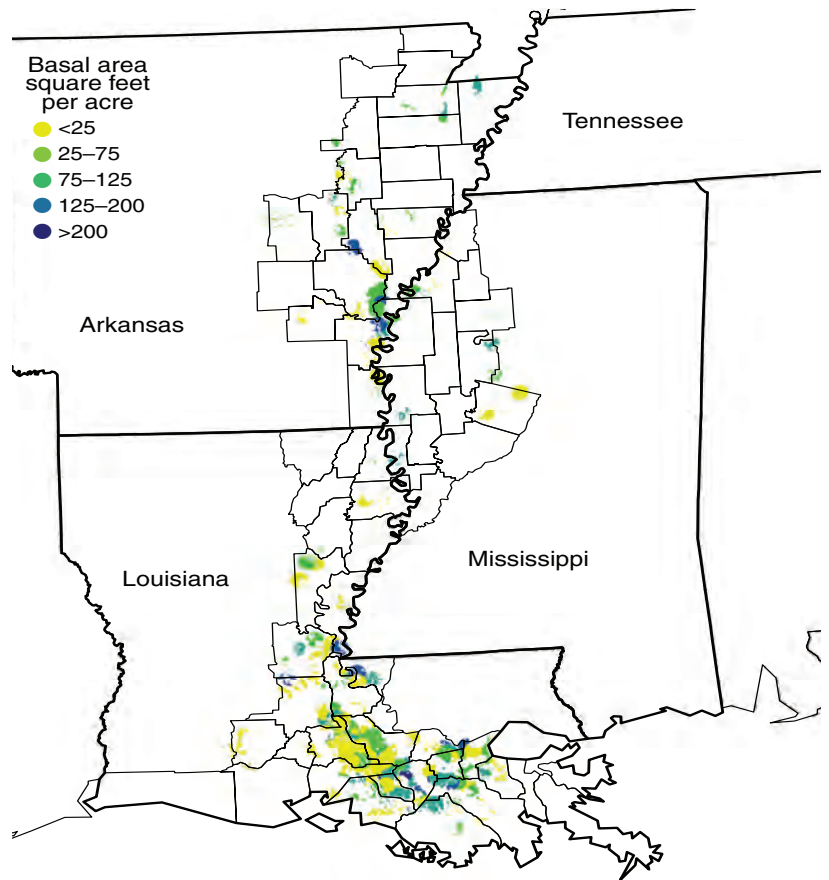 Basal area
square feet
per acre
<25
25–75
75–125
125–200
>200
Tennessee
Arkansas
Mississippi
Louisiana